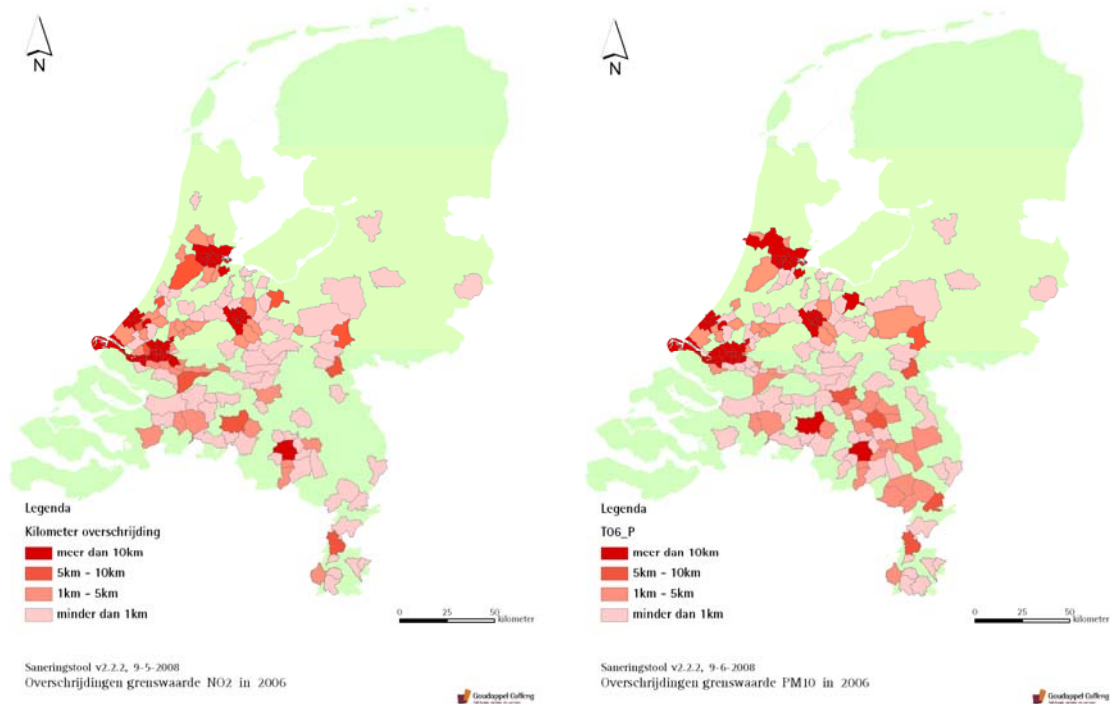 N
Legenda
Kilometer overschrijding
meer dan 10km
5km - 10km
1km - 5km
minder dan 1km
0 25 50
kilometer
Saneringstool v2.2.2, 9-5-2008
Overschrijdingen grenswaarde NO2 in 2006
Goudappel Coffeng
N
Legenda
T06_P
meer dan 10km
5km - 10km
1km - 5km
minder dan 1km
0 25 50
kilometer
Saneringstool v2.2.2, 9-6-2008
Overschrijdingen grenswaarde PM10 in 2006
Goudappel Coffeng